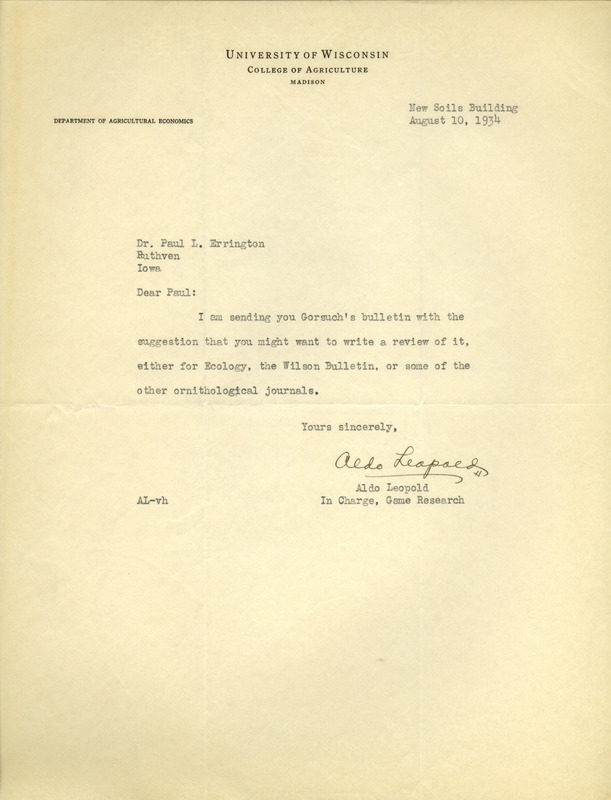 UNIVERSITY OF WISCONSIN
COLLEGE OF AGRICULTURE
MADISON
New Soils Building
August 10, 1934
DEPARTMENT OF AGRICULTURAL ECONOMICS
Dr. Paul L. Errington
Ruthven
Iowa
Dear Paul:
I am sending you Gorsuch's bulletin with the
suggestion that you might want to write a review of it,
either for Ecology, the Wilson Bulletin, or some of the
other ornithological journals.
Yours sincerely,
Aldo Leopold
Aldo Leopold
AL-vh
In Charge, Game Research